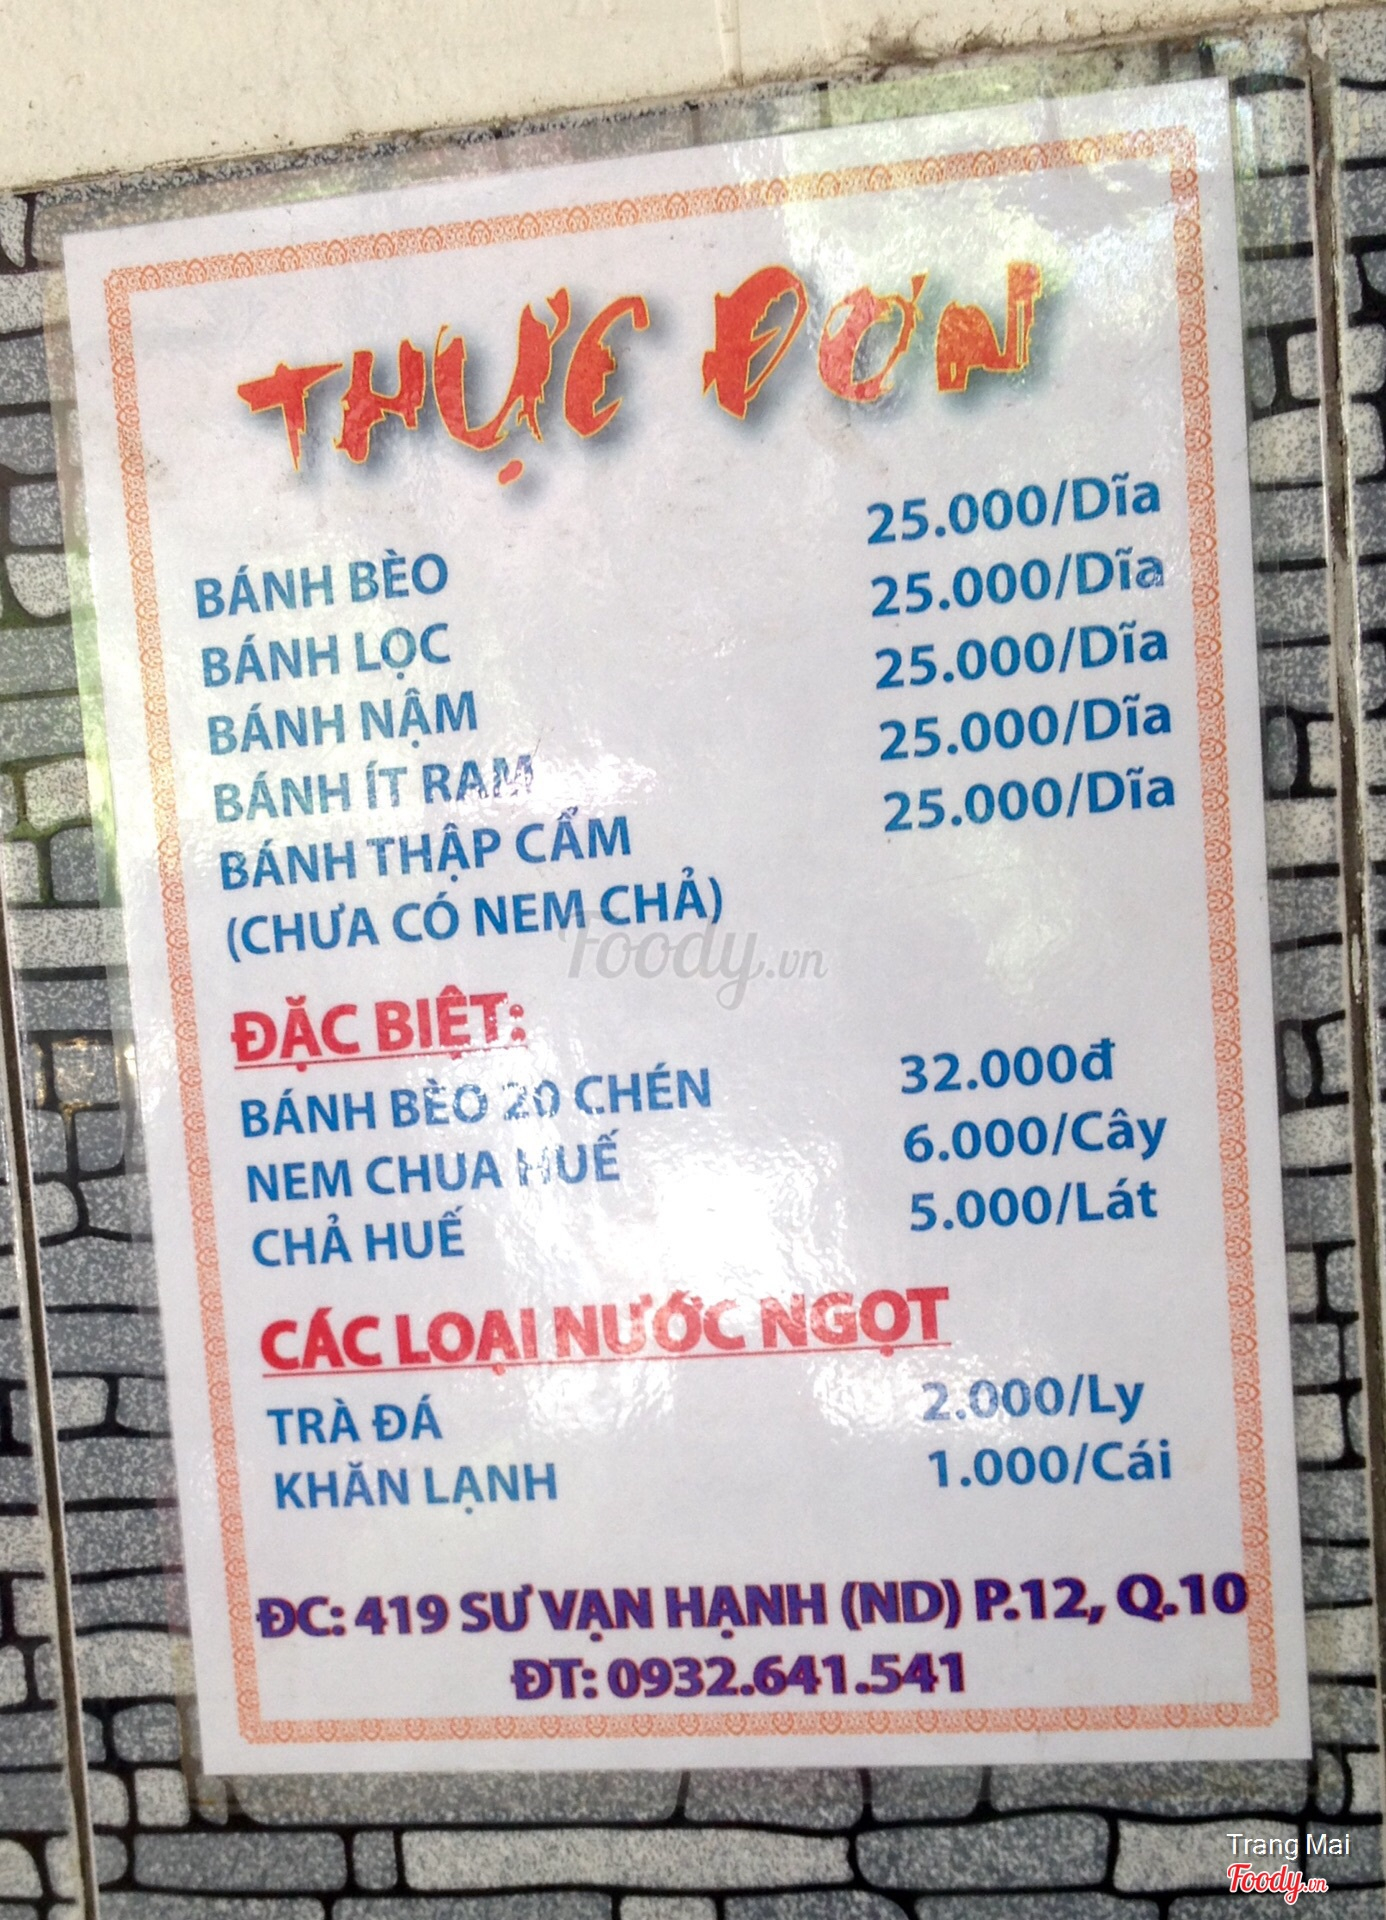 THỰC ĐƠN
BÁNH BÈO 25.000/Dĩa
BÁNH LỌC 25.000/Dĩa
BÁNH NẬM 25.000/Dĩa
BÁNH ÍT RAM 25.000/Dĩa
BÁNH THẬP CẨM 25.000/Dĩa
(CHƯA CÓ NEM CHẢ)
Foody.vn
ĐẶC BIỆT:
BÁNH BÈO 20 CHÉN 32.000đ
NEM CHUA HUẾ 6.000/Cây
CHẢ HUẾ 5.000/Lát
CÁC LOẠI NƯỚC NGỌT
TRÀ ĐÁ 2.000/Ly
KHĂN LẠNH 1.000/Cái
ĐC: 419 SƯ VẠN HẠNH (ND) P.12, Q.10
ĐT: 0932.641.541
Trang Mai
Foody.vn